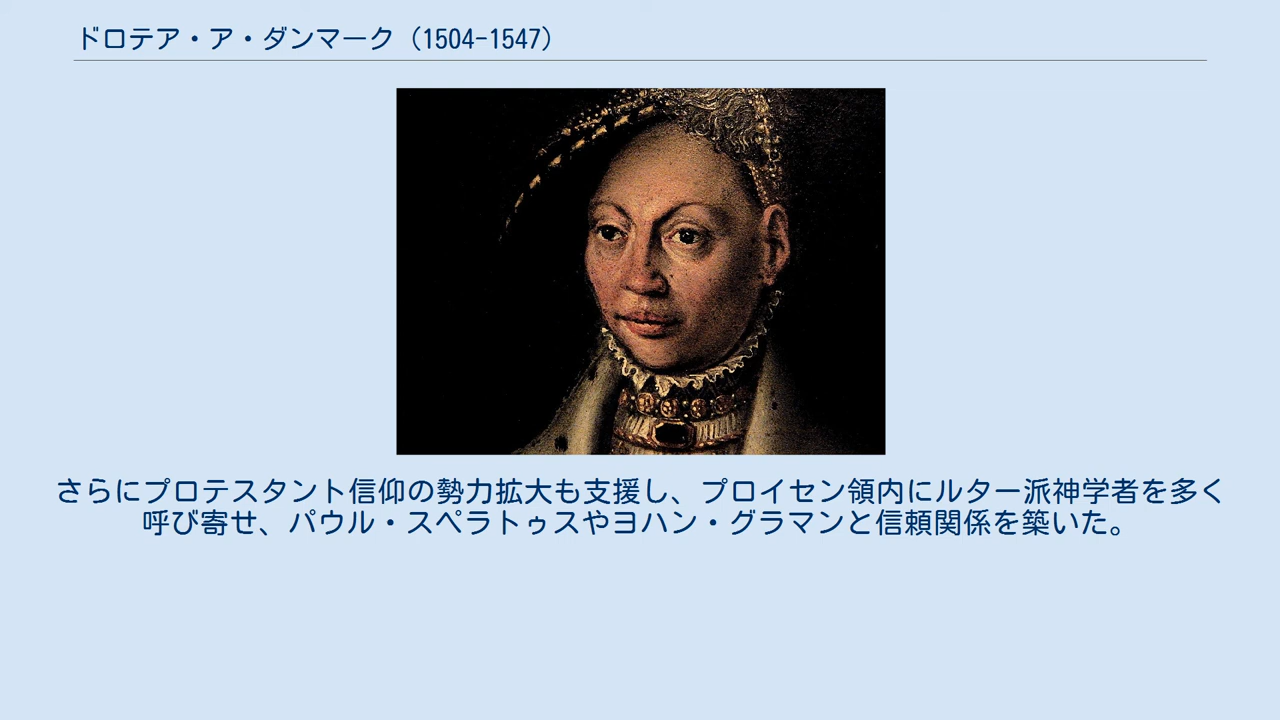 ドロテア・ア・ダンマーク（1504-1547）
さらにプロテスタント信仰の勢力拡大も支援し、プロイセン領内にルター派神学者を多く
呼び寄せ、パウル・スペラトゥスやヨハン・グラマンと信頼関係を築いた。